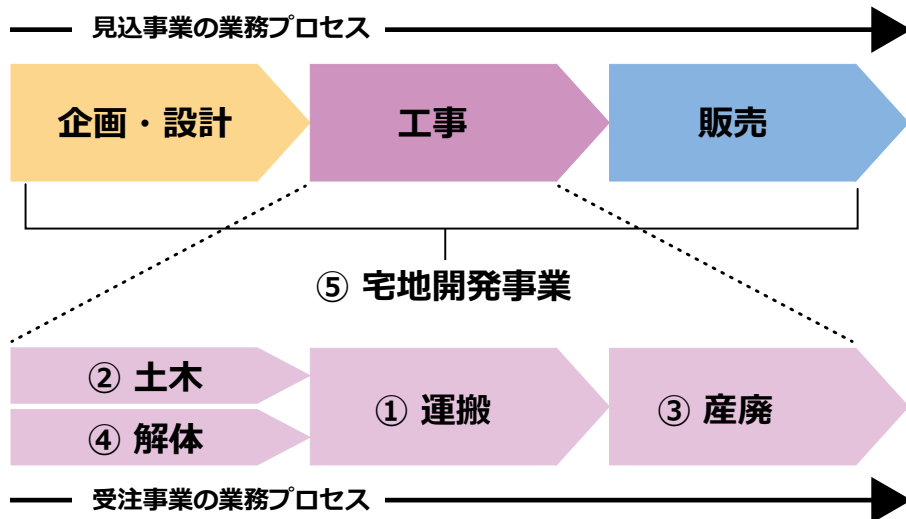 見込事業の業務プロセス
企画・設計
工事
販売
⑤ 宅地開発事業
② 土木
④ 解体
① 運搬
③ 産廃
受注事業の業務プロセス